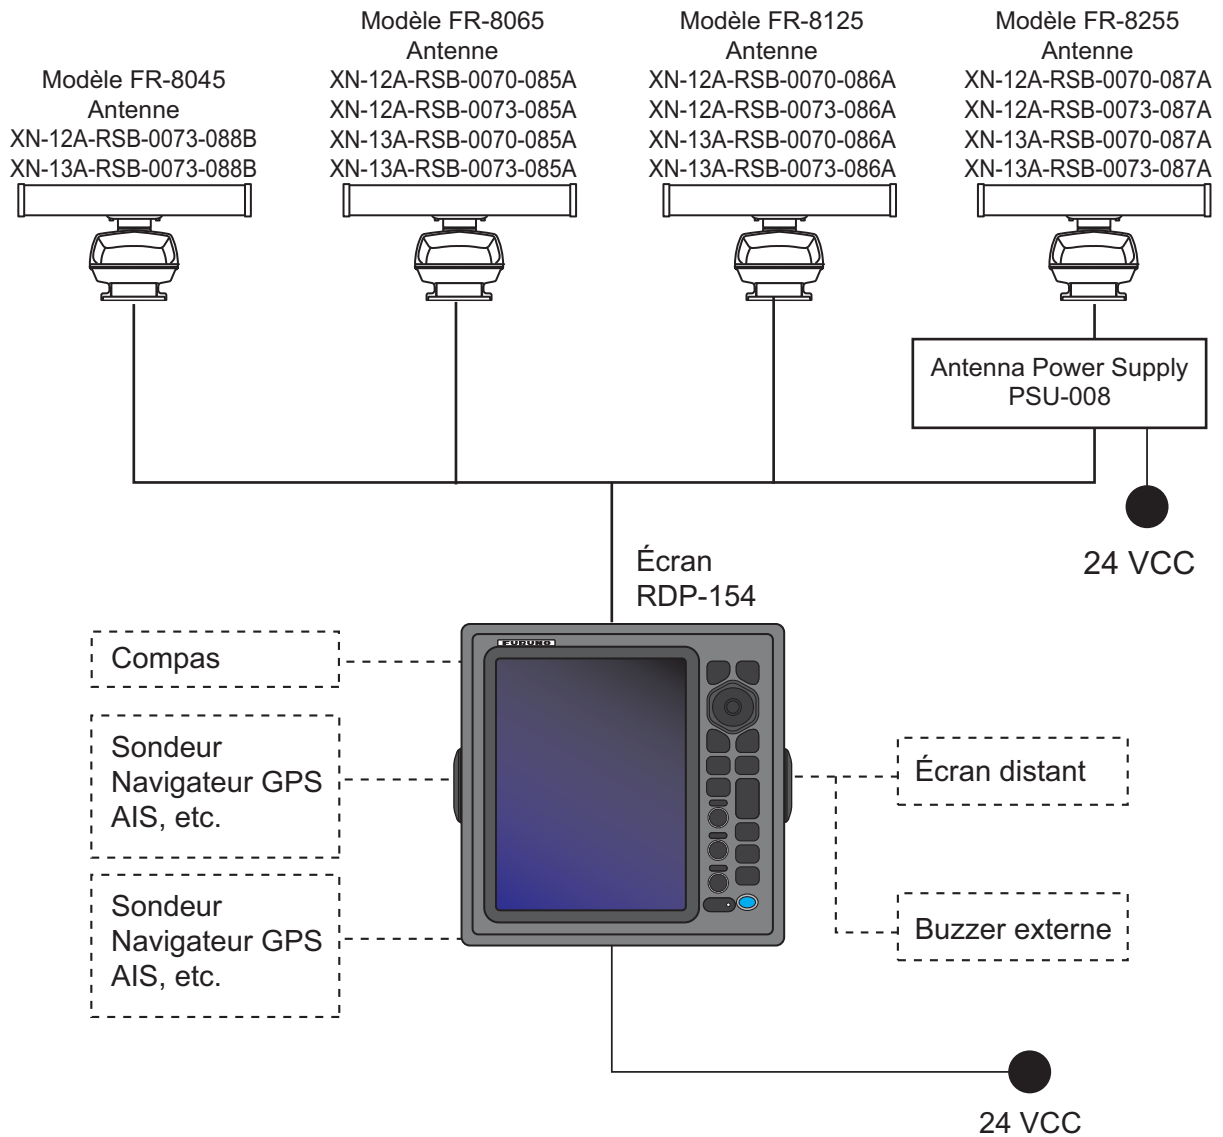 Modèle FR-8045
Antenne
XN-12A-RSB-0073-088B
XN-13A-RSB-0073-088B
Modèle FR-8065
Antenne
XN-12A-RSB-0070-085A
XN-12A-RSB-0073-085A
XN-13A-RSB-0070-085A
XN-13A-RSB-0073-085A
Modèle FR-8125
Antenne
XN-12A-RSB-0070-086A
XN-12A-RSB-0073-086A
XN-13A-RSB-0070-086A
XN-13A-RSB-0073-086A
Modèle FR-8255
Antenne
XN-12A-RSB-0070-087A
XN-12A-RSB-0073-087A
XN-13A-RSB-0070-087A
XN-13A-RSB-0073-087A
Antenna Power Supply
PSU-008
24 VCC
Écran
RDP-154
FURUNO
Compas
Sondeur
Navigateur GPS
AIS, etc.
Sondeur
Navigateur GPS
AIS, etc.
Écran distant
Buzzer externe
24 VCC